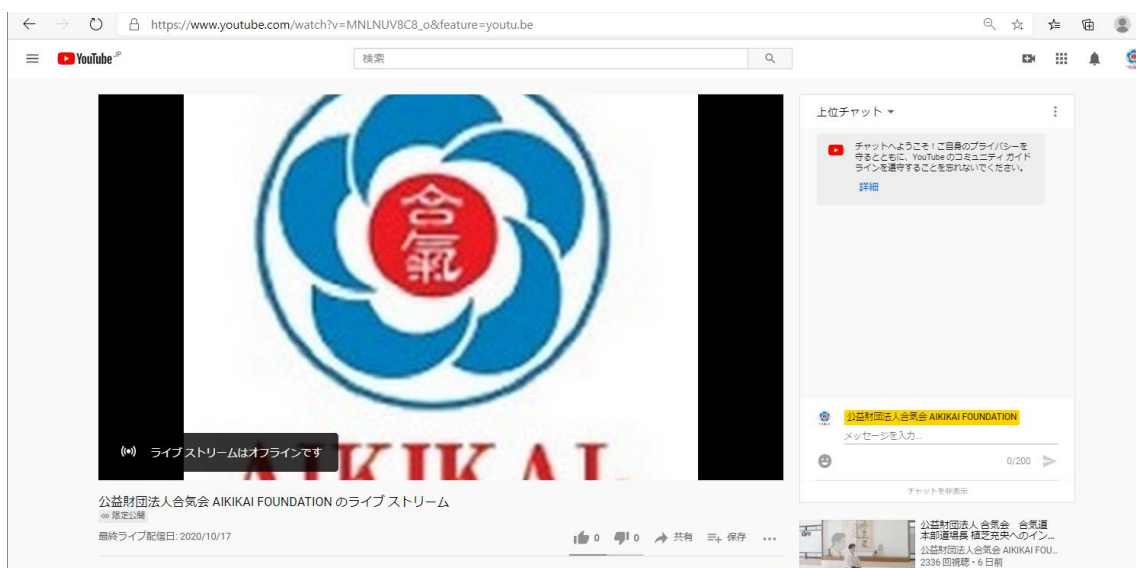 https://www.youtube.com/watch?v=MNLNUV8C8_o&feature=youtu.be
YouTube JP
検索
合
氣
AIKIKAI
ライブ ストリームはオフラインです
公益財団法人合気会 AIKIKAI FOUNDATION のライブ ストリーム
限定公開
最終ライブ配信日: 2020/10/17
0
0
共有
保存
上位チャット
チャットへようこそ！ご自身のプライバシーを
守るとともに、YouTube のコミュニティ ガイド
ラインを遵守することを忘れないでください。
詳細
公益財団法人合気会 AIKIKAI FOUNDATION
メッセージを入力...
0/200
チャットを非表示
公益財団法人 合気会 合気道
本部道場長 植芝充央へのイン...
公益財団法人合気会 AIKIKAI FOU...
2336 回視聴・6 日前